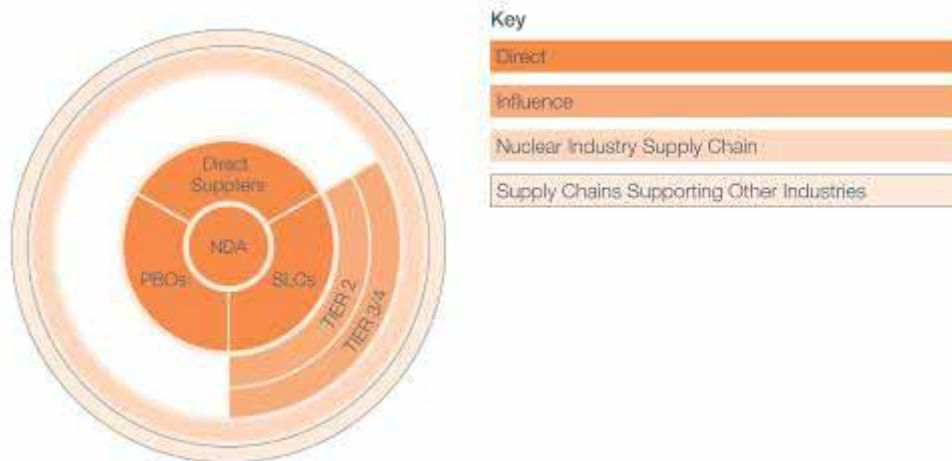 Key
Direct
Influence
Nuclear Industry Supply Chain
Supply Chains Supporting Other Industries
Direct
Suppliers
NDA
PBOs
SLCs
TIER 2
TIER 3/4